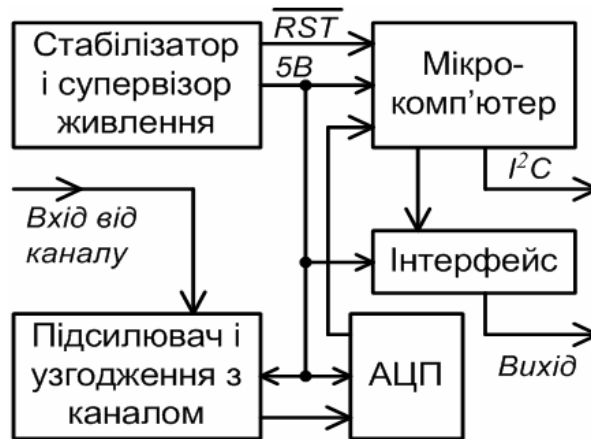 Стабілізатор
і супервізор
живлення
RST
5В
Мікро-
комп'ютер
I²C
Вхід від
каналу
Інтерфейс
Підсилювач і
узгодження з
каналом
АЦП
Вихід